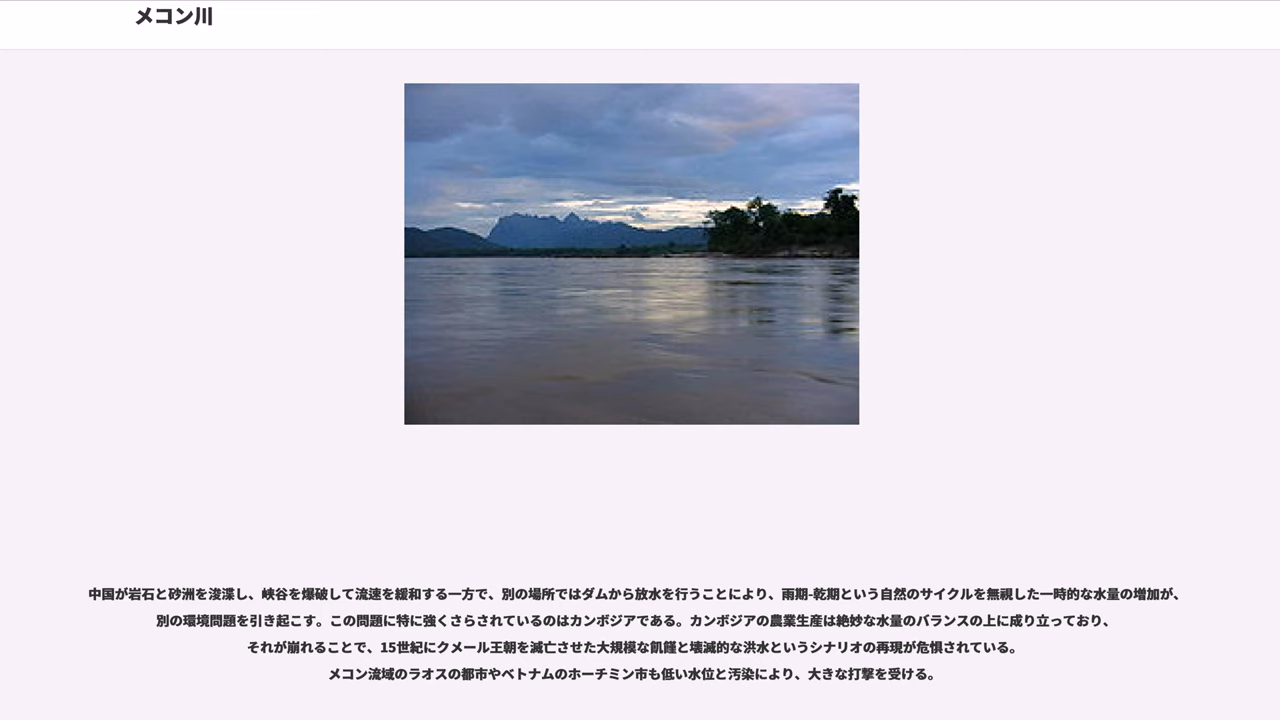 メコン川
中国が岩石と砂洲を浚渫し、峡谷を爆破して流速を緩和する一方で、別の場所ではダムから放水を行うことにより、雨期-乾期という自然のサイクルを無視した一時的な水量の増加が、
別の環境問題を引き起こす。この問題に特に強くさらされているのはカンボジアである。カンボジアの農業生産は絶妙な水量のバランスの上に成り立っており、
それが崩れることで、15世紀にクメール王朝を滅亡させた大規模な飢饉と壊滅的な洪水というシナリオの再現が危惧されている。
メコン流域のラオスの都市やベトナムのホーチミン市も低い水位と汚染により、大きな打撃を受ける。